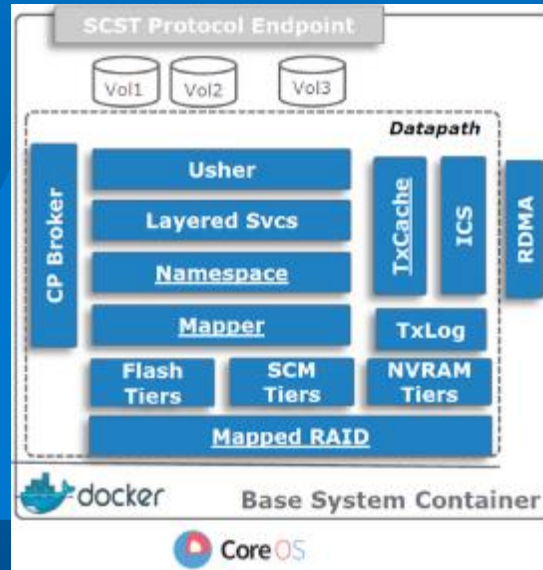 SCST Protocol Endpoint
Vol1 Vol2 Vol3
Datapath
CP Broker
Usher
Layered Svcs
Namespace
Mapper
TxCache
ICS
RDMA
TxLog
Flash Tiers
SCM Tiers
NVRAM Tiers
Mapped RAID
docker
Base System Container
CoreOS